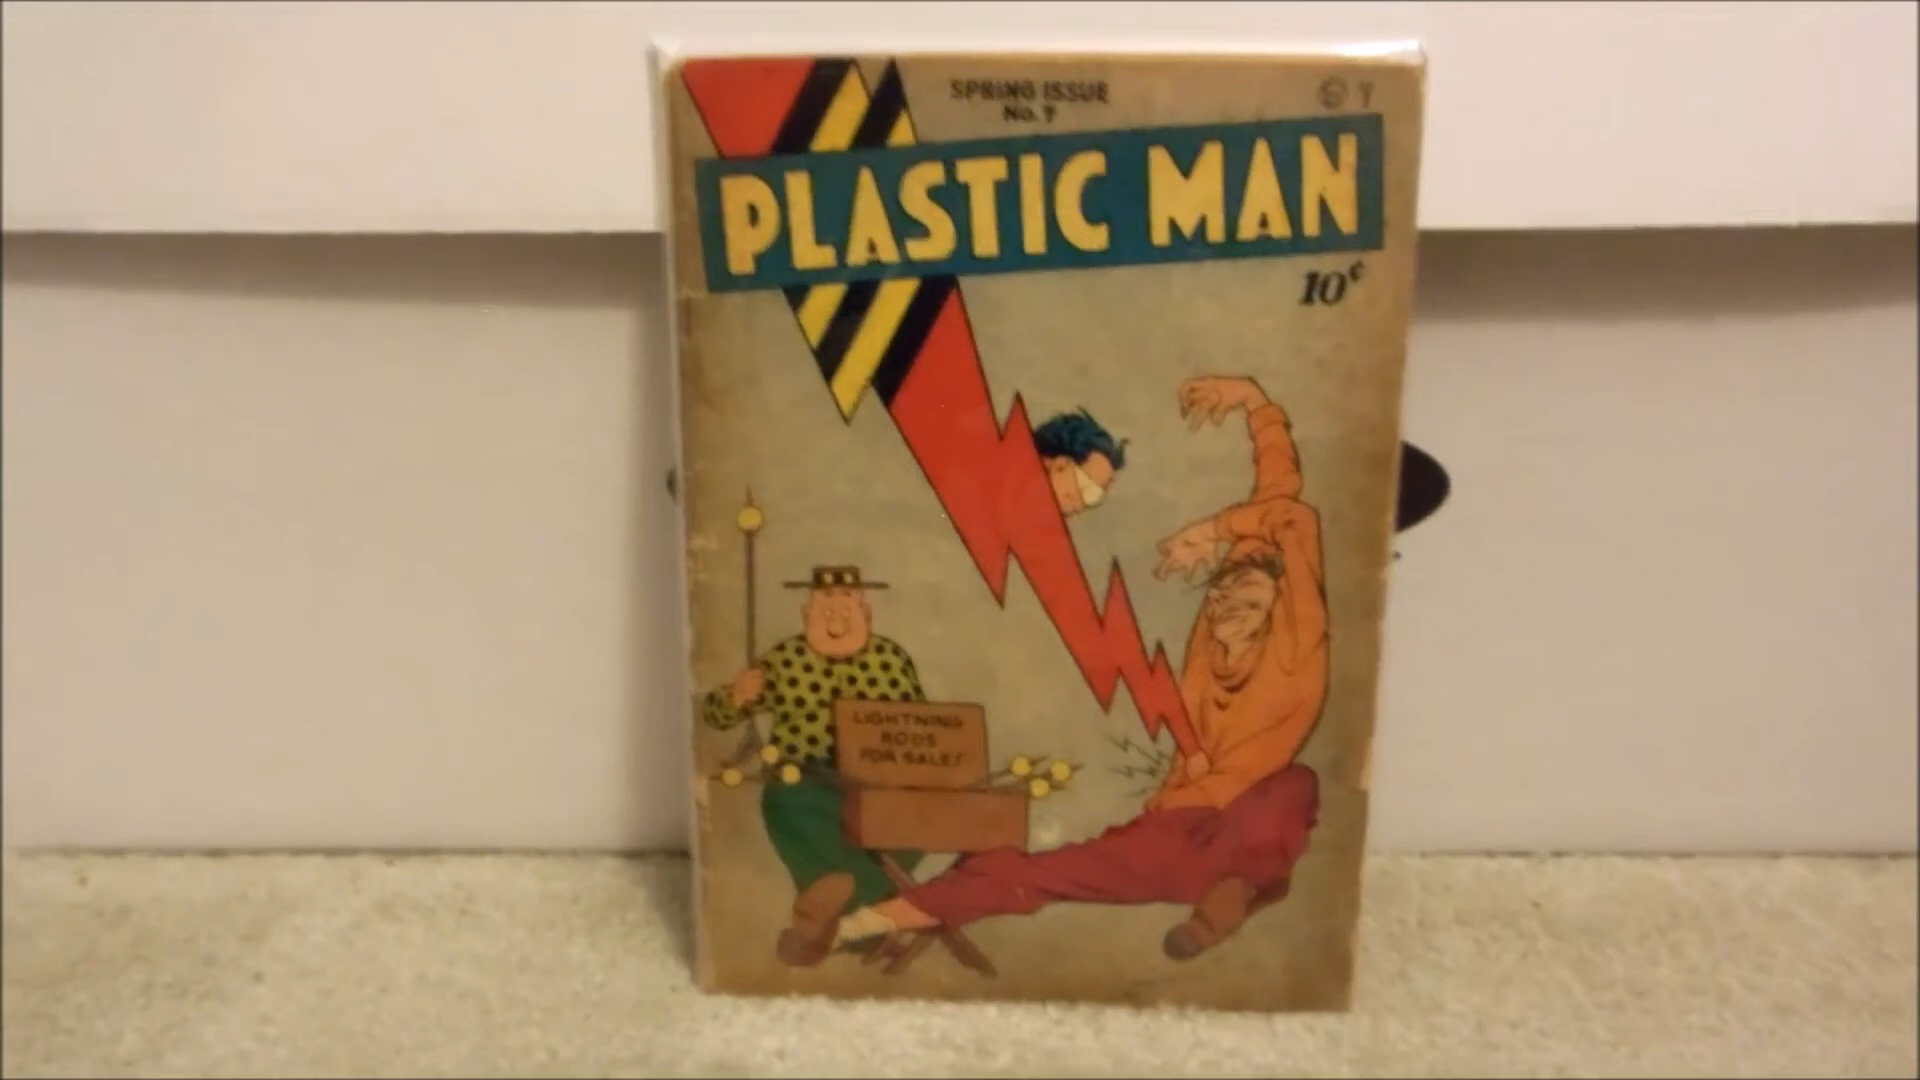 SPRING ISSUE
No. 7
PLASTIC MAN
10¢
LIGHTNING
RODS
FOR SALE!